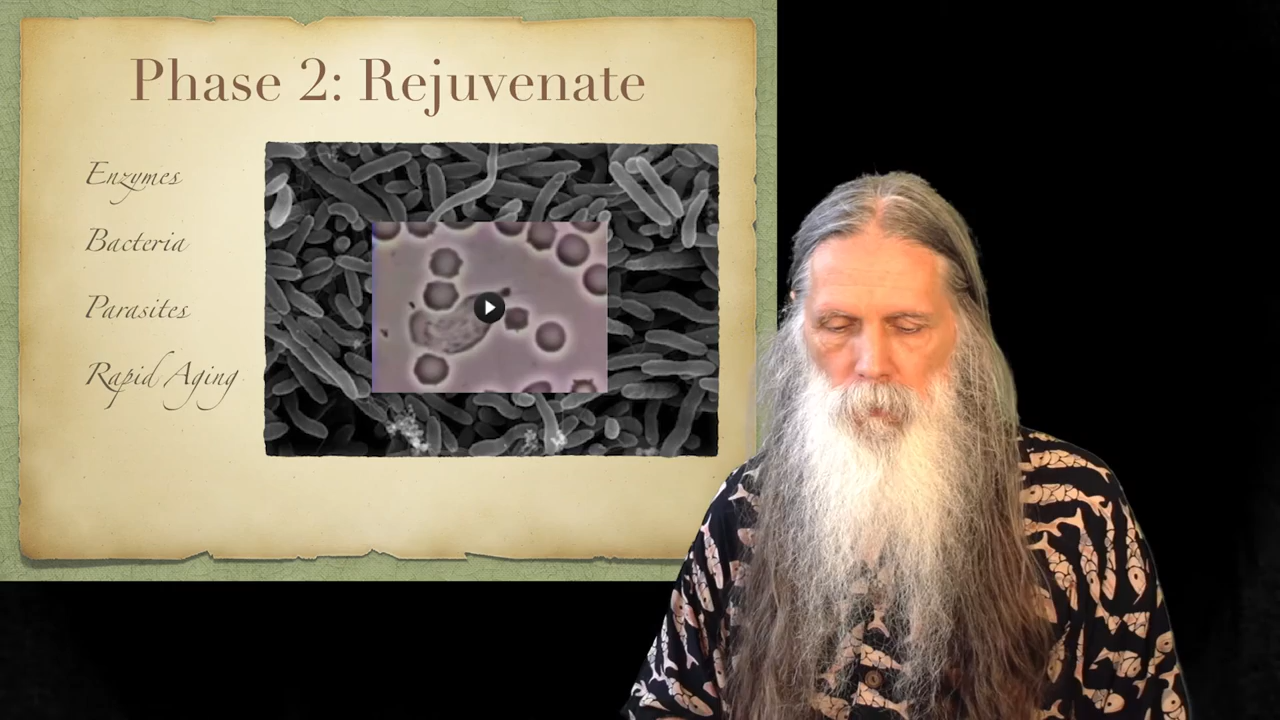 Phase 2: Rejuvenate
Enzymes
Bacteria
Parasites
Rapid Aging